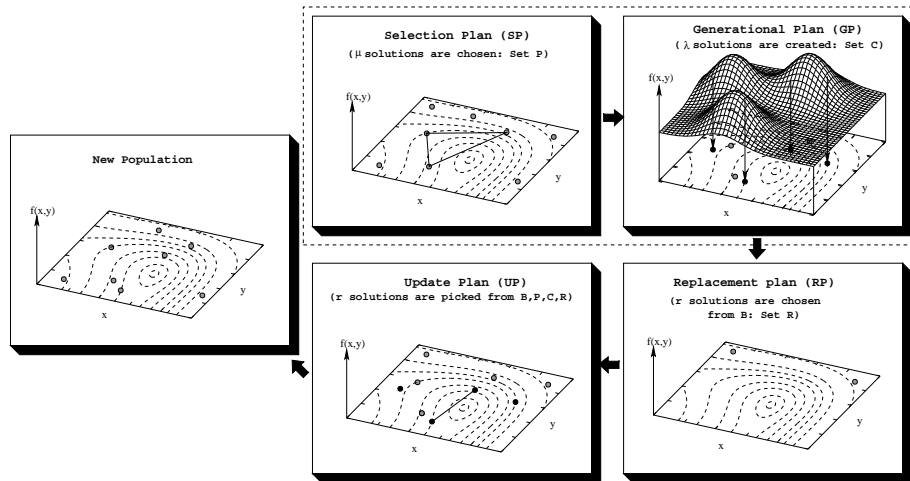 Selection Plan (SP)
(μ solutions are chosen: Set P)
f(x,y)
x
y
Generational Plan (GP)
(λ solutions are created: Set C)
f(x,y)
x
y
New Population
f(x,y)
x
y
Update Plan (UP)
(r solutions are picked from B,P,C,R)
f(x,y)
x
y
Replacement plan (RP)
(r solutions are chosen
from B: Set R)
f(x,y)
x
y